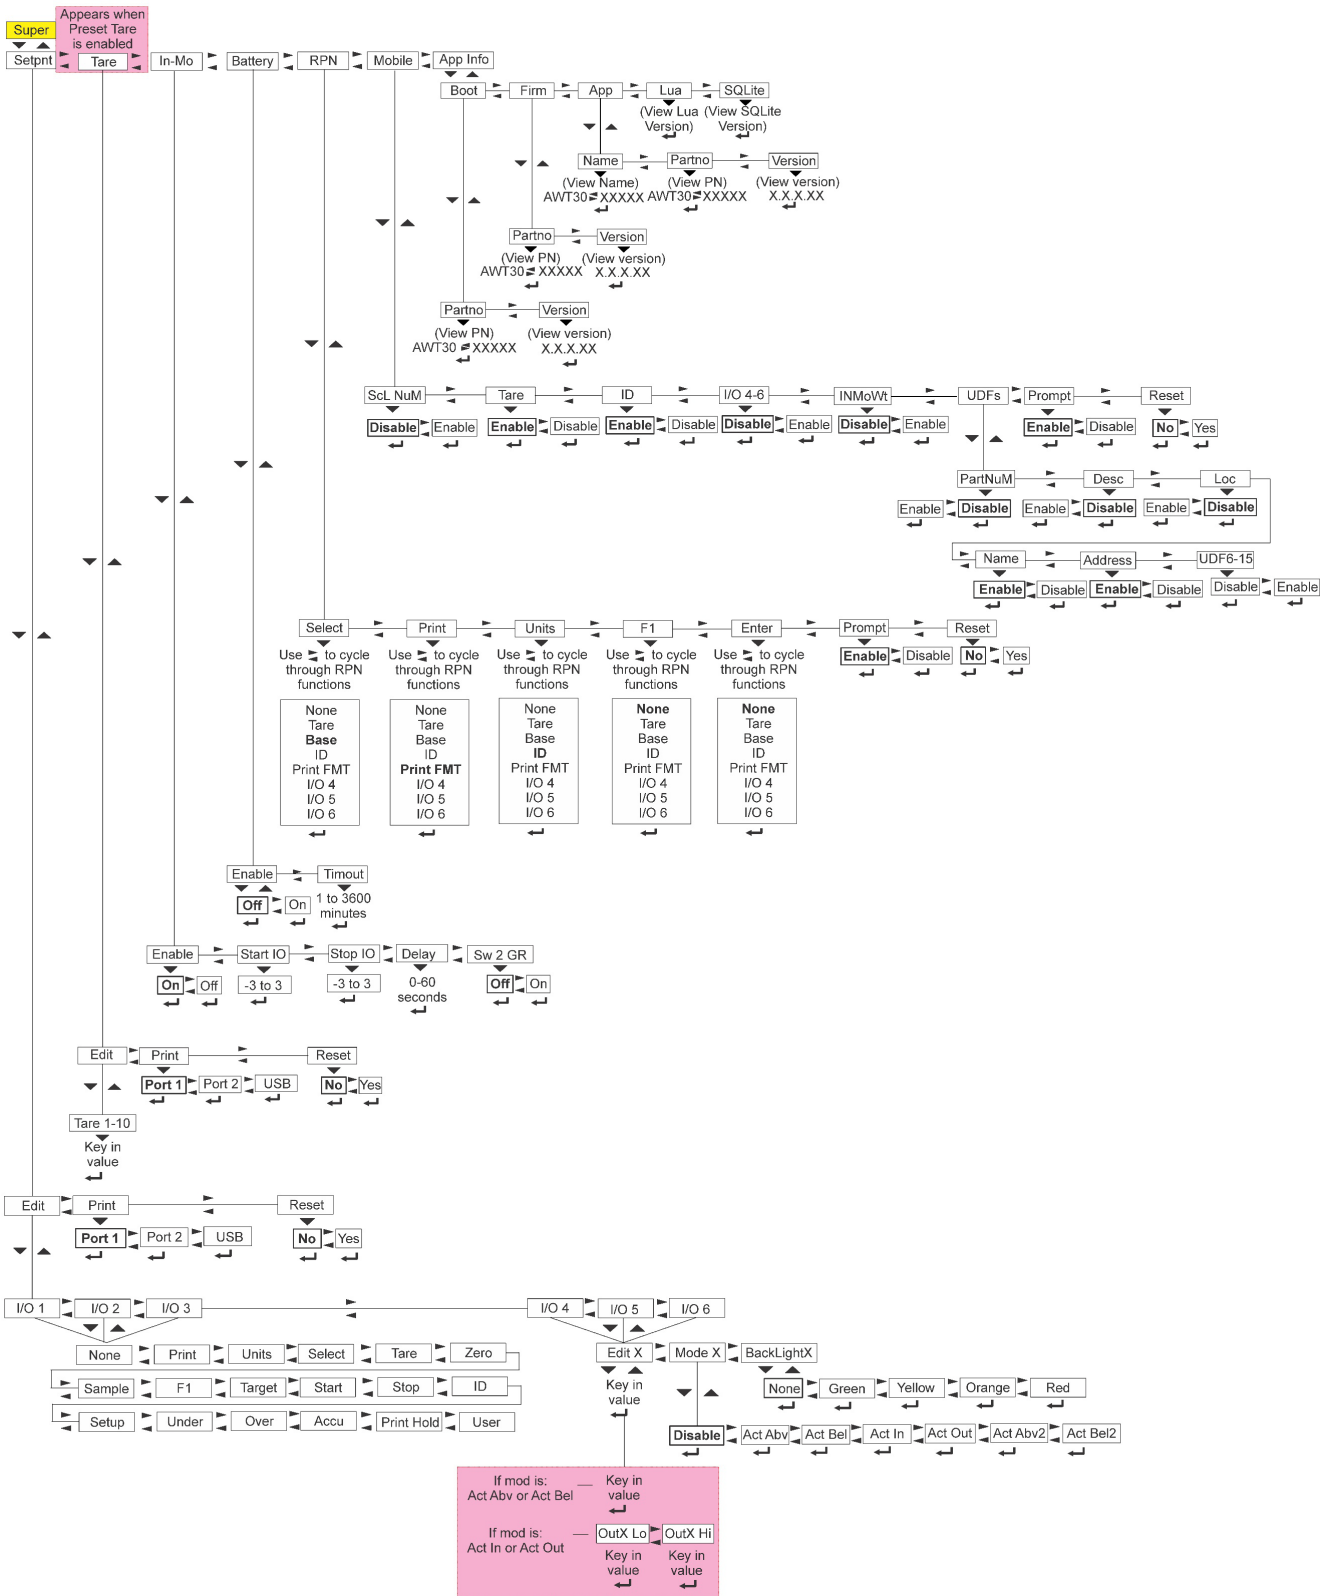 Appears when
Preset Tare
is enabled
Super
Setpnt
Tare
In-Mo
Battery
RPN
Mobile
App Info
Boot
Firm
App
Lua
SQLite
(View Lua
Version)
(View SQLite
Version)
Name
Partno
Version
(View Name)
AWT30 XXXXX
(View PN)
AWT30 XXXXX
(View version)
X.X.X.XX
Partno
Version
(View PN)
AWT30 XXXXX
(View version)
X.X.X.XX
Partno
Version
(View PN)
AWT30 XXXXX
(View version)
X.X.X.XX
ScL NuM
Tare
ID
I/O 4-6
INMoWt
UDFs
Prompt
Reset
Disable
Enable
Enable
Disable
Enable
Disable
Disable
Enable
Disable
Enable
Enable
Disable
No
Yes
PartNuM
Desc
Loc
Enable
Disable
Enable
Disable
Enable
Disable
Name
Address
UDF6-15
Enable
Disable
Enable
Disable
Disable
Enable
Select
Print
Units
F1
Enter
Prompt
Reset
Use to cycle
through RPN
functions
Use to cycle
through RPN
functions
Use to cycle
through RPN
functions
Use to cycle
through RPN
functions
Use to cycle
through RPN
functions
Enable
Disable
No
Yes
None
Tare
Base
ID
Print FMT
I/O 4
I/O 5
I/O 6
None
Tare
Base
ID
Print FMT
I/O 4
I/O 5
I/O 6
None
Tare
Base
ID
Print FMT
I/O 4
I/O 5
I/O 6
None
Tare
Base
ID
Print FMT
I/O 4
I/O 5
I/O 6
None
Tare
Base
ID
Print FMT
I/O 4
I/O 5
I/O 6
Enable
Timout
Off
On
1 to 3600
minutes
Enable
Start IO
Stop IO
Delay
Sw 2 GR
On
Off
-3 to 3
-3 to 3
0-60
seconds
Off
On
Edit
Print
Reset
Port 1
Port 2
USB
No
Yes
Tare 1-10
Key in
value
Edit
Print
Reset
Port 1
Port 2
USB
No
Yes
I/O 1
I/O 2
I/O 3
I/O 4
I/O 5
I/O 6
None
Print
Units
Select
Tare
Zero
Sample
F1
Target
Start
Stop
ID
Setup
Under
Over
Accu
Print Hold
User
Edit X
Mode X
BackLightX
Key in
value
None
Green
Yellow
Orange
Red
Disable
Act Abv
Act Bel
Act In
Act Out
Act Abv2
Act Bel2
If mod is:
Act Abv or Act Bel
Key in
value
If mod is:
Act In or Act Out
OutX Lo
OutX Hi
Key in
value
Key in
value